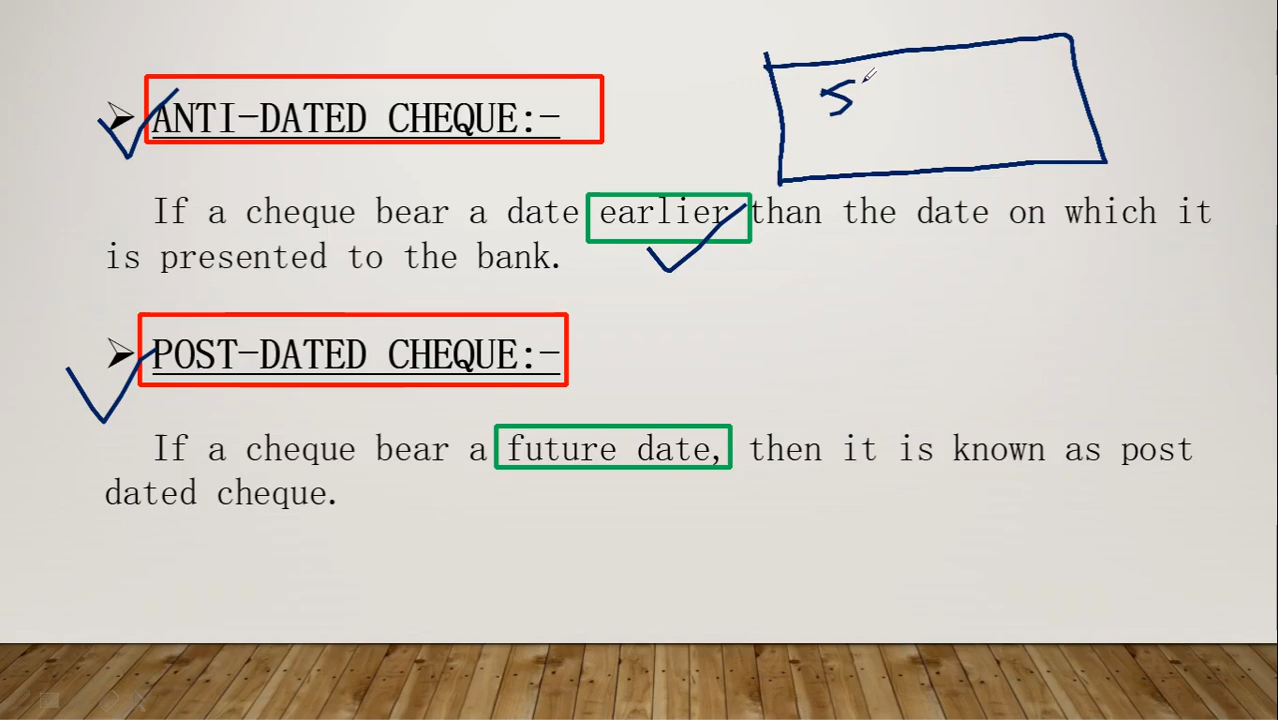 ANTI-DATED CHEQUE:-
5
If a cheque bear a date earlier than the date on which it
is presented to the bank.
POST-DATED CHEQUE:-
If a cheque bear a future date, then it is known as post
dated cheque.